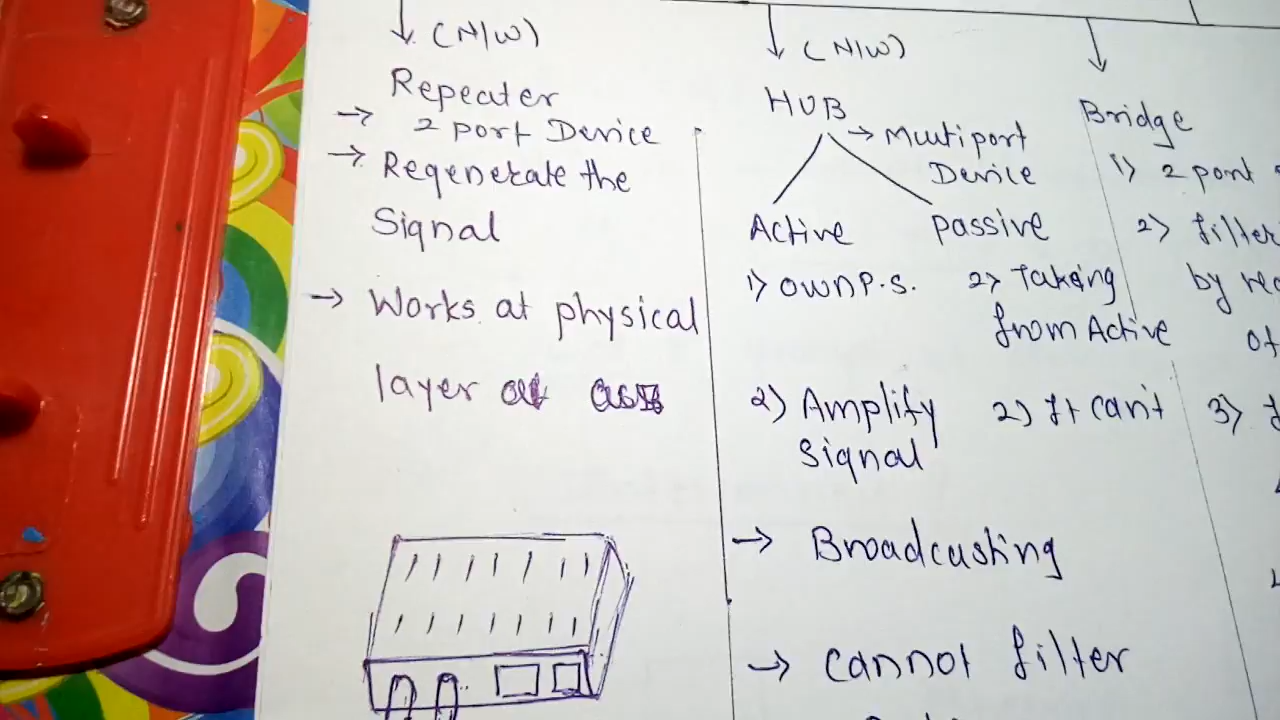 (N/W)
Repeater
→ 2 port Device
→ Regenerate the
Signal
→ Works at physical
layer
(N/W)
HUB
→ Multiport
Device
Active
Passive
1) OWN P.S.
2) Taking
from Active
2) Amplify
Signal
2) It can't
→ Broadcasting
→ Cannot filter
Bridge
1) 2 port
2) filter
by
of
3)